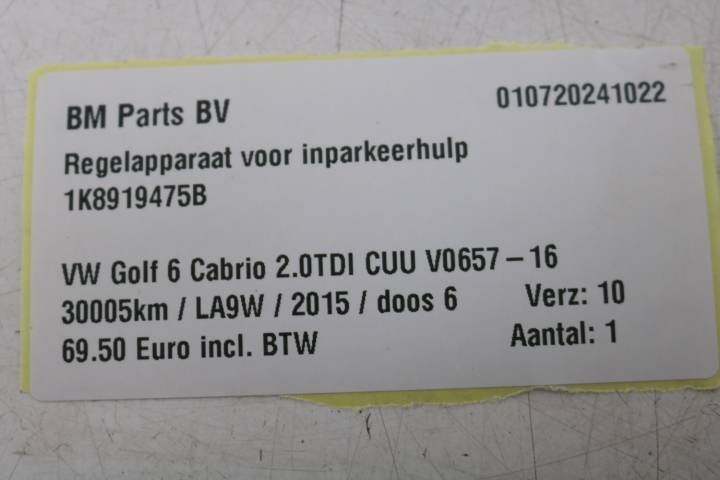 BM Parts BV 010720241022
Regelapparaat voor inparkeerhulp
1K8919475B
VW Golf 6 Cabrio 2.0TDI CUU V0657 – 16
30005km / LA9W / 2015 / doos 6 Verz: 10
69.50 Euro incl. BTW Aantal: 1